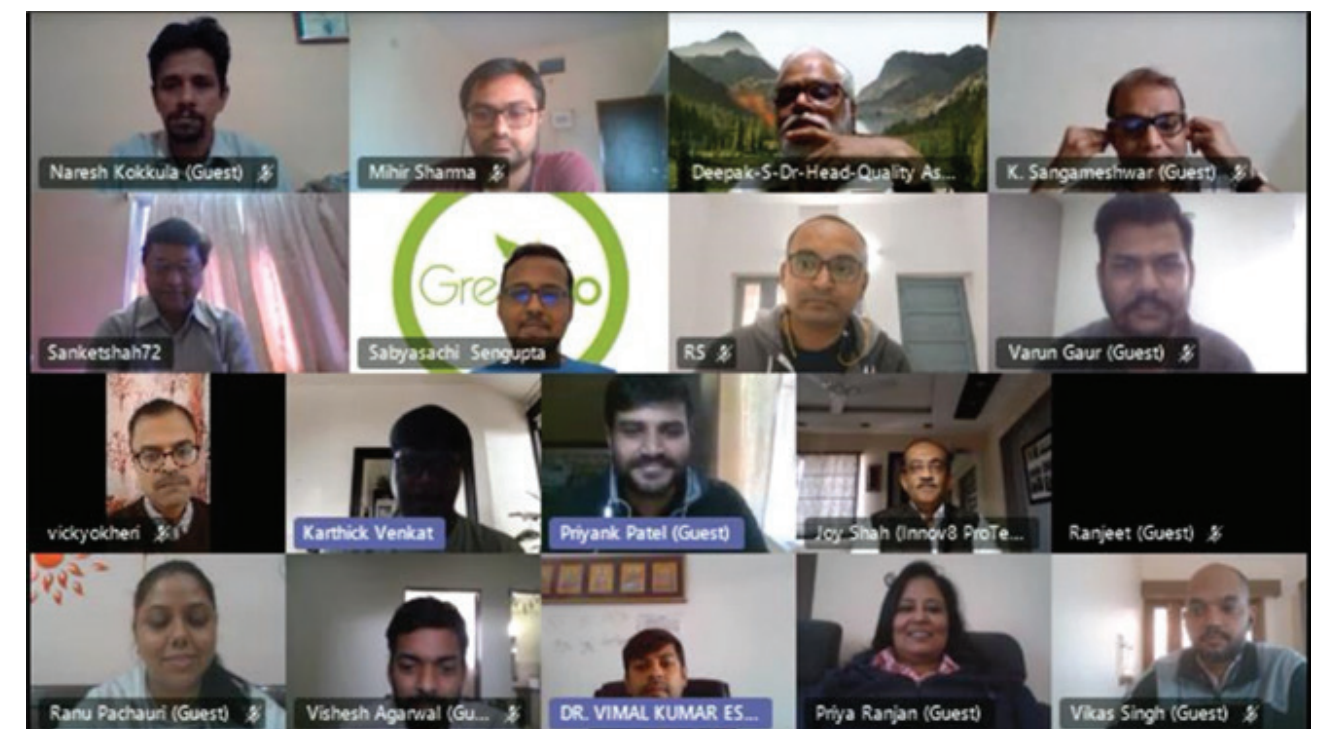 Naresh Kokkula (Guest)
Mihir Sharma
Deepak-S-Dr-Head-Quality As...
K. Sangameshwar (Guest)
Sanketshah72
Gre o
Sabyasachi Sengupta
RS
Varun Gaur (Guest)
vickyokheri
Karthick Venkat
Priyank Patel (Guest)
Joy Shah (Innov8 ProTe...
Ranjeet (Guest)
Ranu Pachauri (Guest)
Vishesh Agarwal (Gu...
DR. VIMAL KUMAR ES...
Priya Ranjan (Guest)
Vikas Singh (Guest)